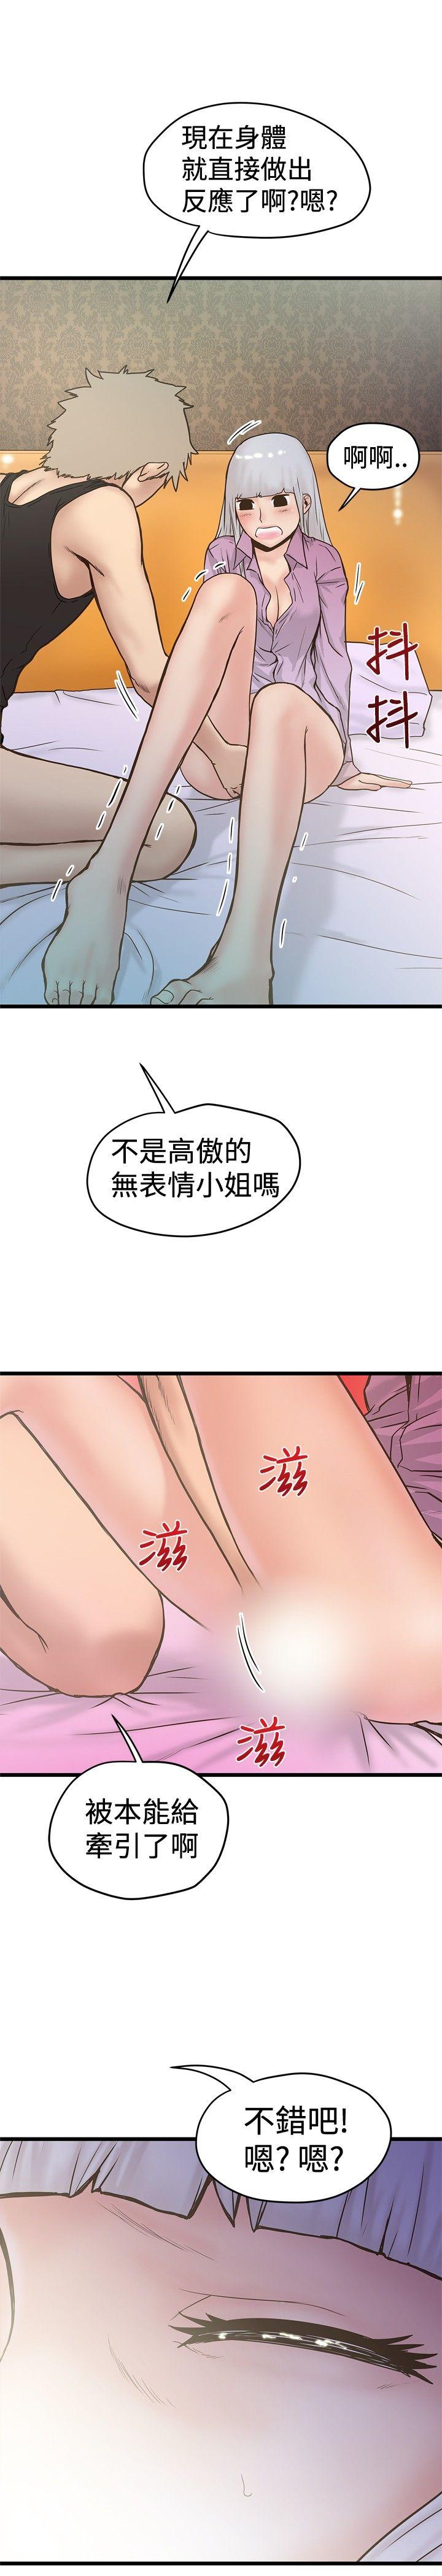 現在身體
就直接做出
反應了啊?嗯?
啊啊..
抖
抖
不是高傲的
無表情小姐嗎
滋
滋
滋
被本能給
牽引了啊
不錯吧!
嗯? 嗯?